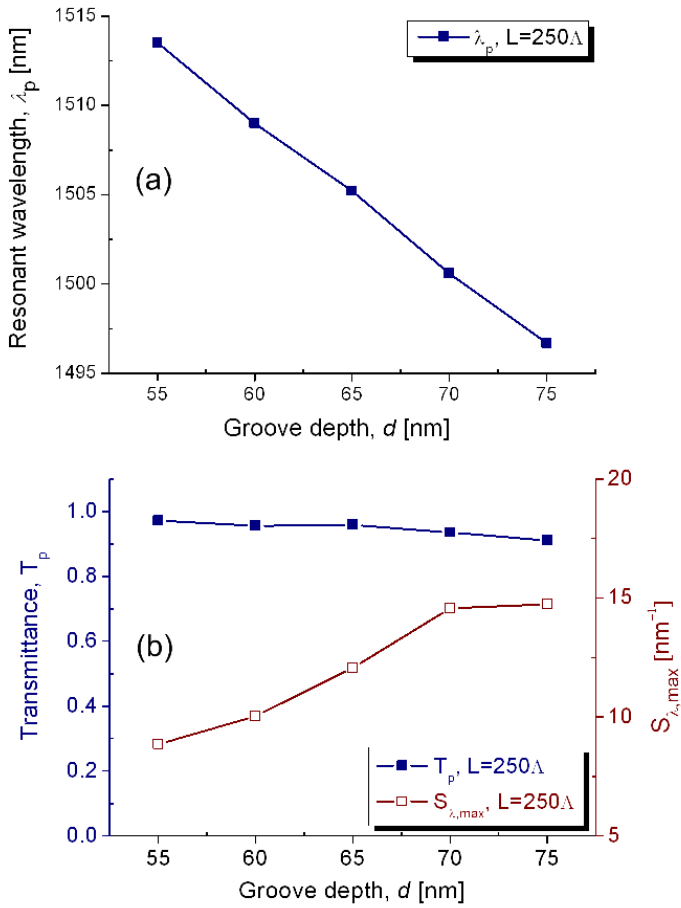 1515
1510
1505
1500
1495
Resonant wavelength, λp [nm]
λp, L=250Λ
(a)
55 60 65 70 75
Groove depth, d [nm]
1.0
0.8
0.6
0.4
0.2
0.0
Transmittance, Tp
20
15
10
5
Sλ,max [nm⁻¹]
(b)
Tp, L=250Λ
Sλ,max, L=250Λ
55 60 65 70 75
Groove depth, d [nm]